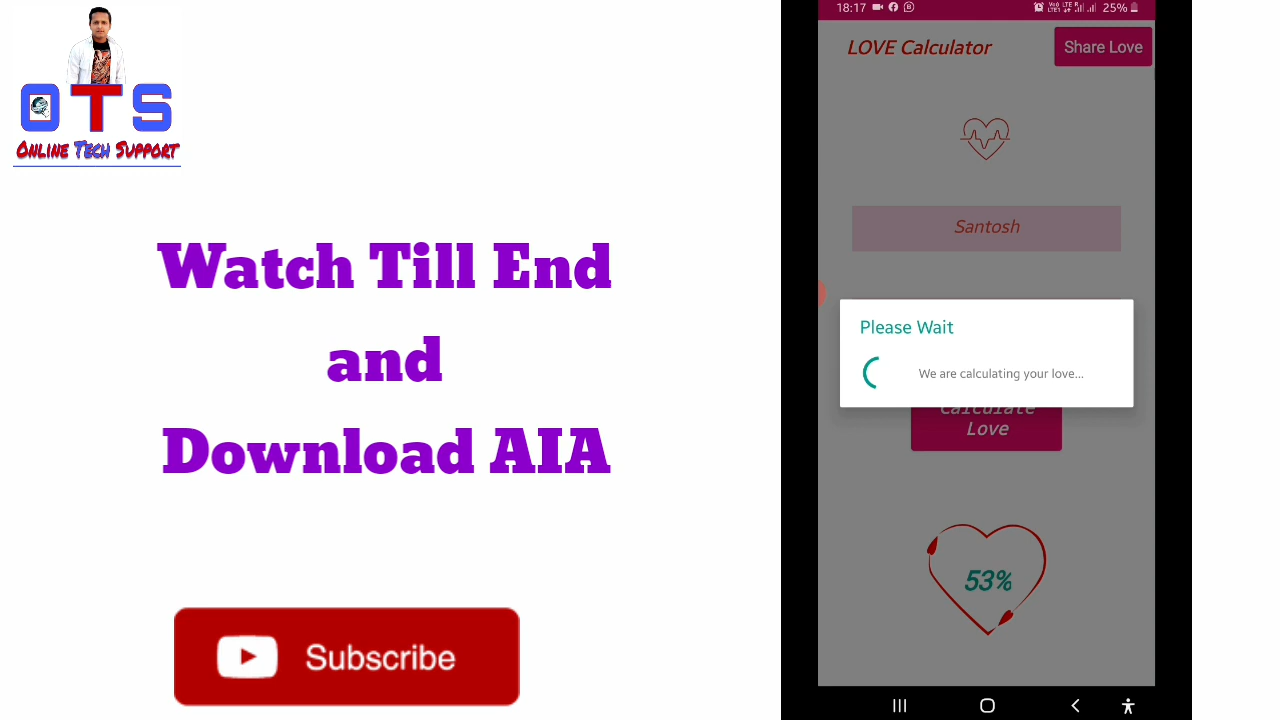 OTS
Online Tech Support
Watch Till End
and
Download AIA
Subscribe
18:17
25%
LOVE Calculator
Share Love
Santosh
Please Wait
We are calculating your love...
Calculate
Love
53%